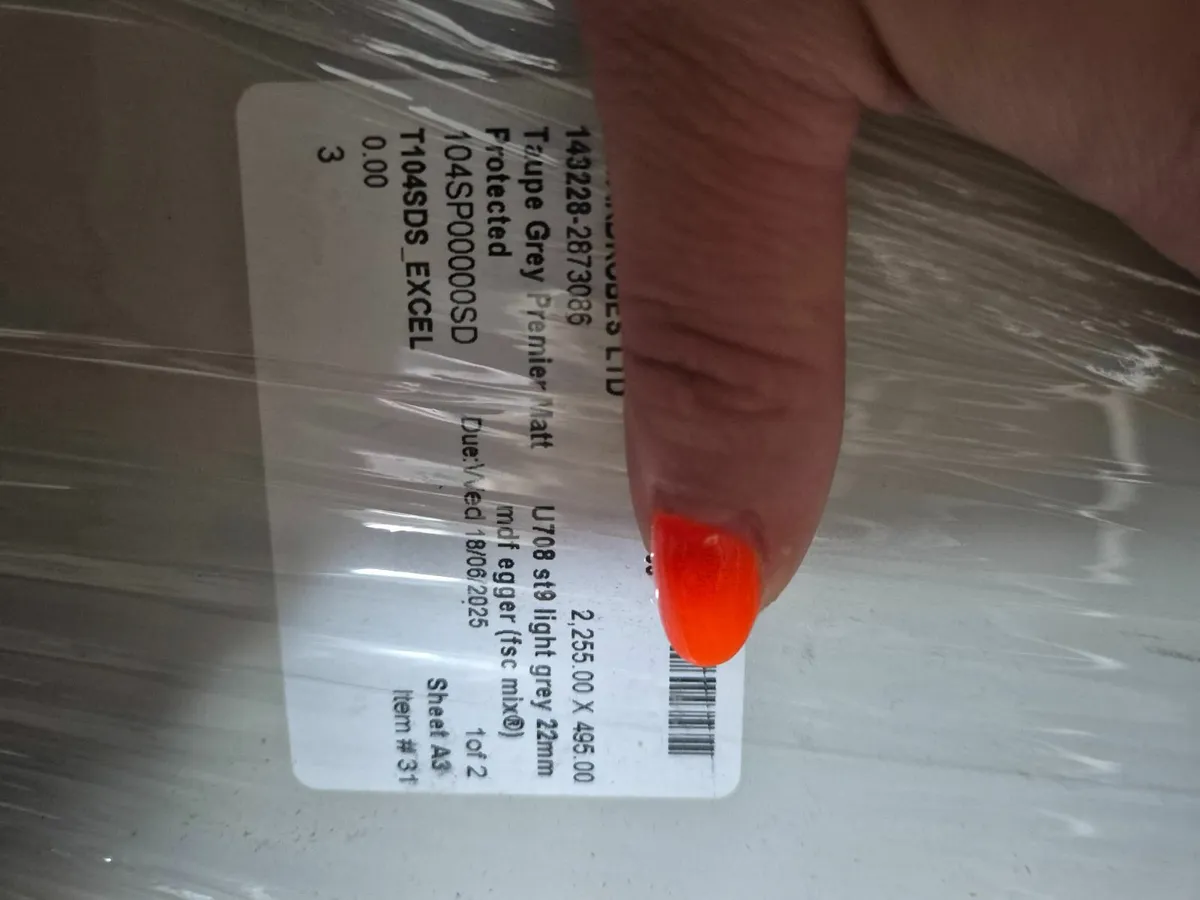 LTD
143228-2873086 2,255.00 X 495.00
Taupe Grey Premier Matt U708 st9 light grey 22mm
Protected mdf egger (fsc mix®)
104SP00000SD Due:Wed 18/06/2025 1of 2
T104SDS_EXCEL Sheet A3
0.00 Item # 31
3